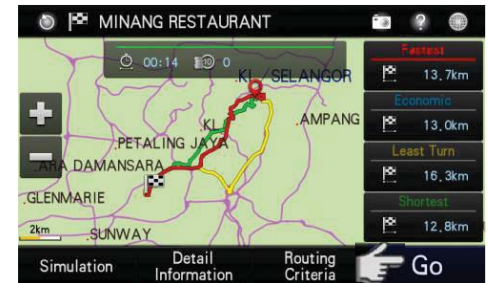 MINANG RESTAURANT
?
00:14 10 0
KL/SELANGOR
KL
AMPANG
PETALING JAYA
ARA DAMANSARA
GLENMARIE
2km
SUNWAY
Fastest
13.7km
Economic
13.0km
Least Turn
16.3km
Shortest
12.8km
Simulation
Detail
Information
Routing
Criteria
Go